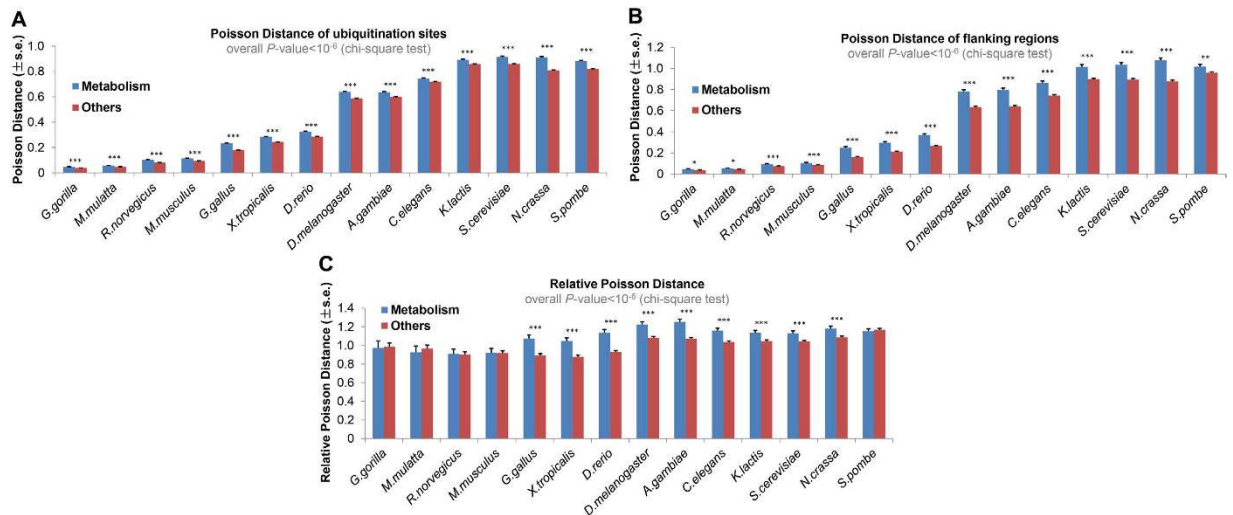 A
Poisson Distance of ubiquitination sites
overall P-value<10⁻⁶ (chi-square test)
Poisson Distance (±s.e.)
1.0
0.8
0.6
0.4
0.2
0
Metabolism
Others
***
***
***
***
***
***
***
***
***
***
***
***
***
***
G.gorilla
M.mulatta
R.norvegicus
M.musculus
G.gallus
X.tropicalis
D.rerio
D.melanogaster
A.gambiae
C.elegans
K.lactis
S.cerevisiae
N.crassa
S.pombe
B
Poisson Distance of flanking regions
overall P-value<10⁻⁶ (chi-square test)
Poisson Distance (±s.e.)
1.2
1.0
0.8
0.6
0.4
0.2
0
Metabolism
Others
*
*
***
***
***
***
***
***
***
***
***
***
***
**
G.gorilla
M.mulatta
R.norvegicus
M.musculus
G.gallus
X.tropicalis
D.rerio
D.melanogaster
A.gambiae
C.elegans
K.lactis
S.cerevisiae
N.crassa
S.pombe
C
Relative Poisson Distance
overall P-value<10⁻⁶ (chi-square test)
Relative Poisson Distance (±s.e.)
1.4
1.2
1.0
1.8
1.6
1.4
1.2
0
Metabolism
Others
***
***
***
***
***
***
***
***
***
G.gorilla
M.mulatta
R.norvegicus
M.musculus
G.gallus
X.tropicalis
D.rerio
D.melanogaster
A.gambiae
C.elegans
K.lactis
S.cerevisiae
N.crassa
S.pombe